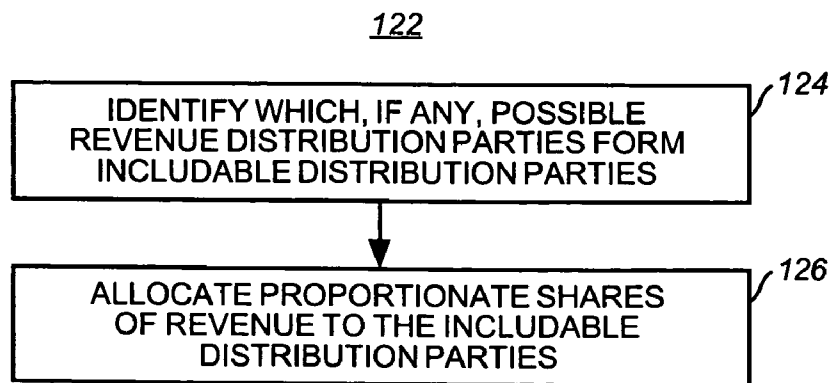 122
124
IDENTIFY WHICH, IF ANY, POSSIBLE
REVENUE DISTRIBUTION PARTIES FORM
INCLUDABLE DISTRIBUTION PARTIES
126
ALLOCATE PROPORTIONATE SHARES
OF REVENUE TO THE INCLUDABLE
DISTRIBUTION PARTIES